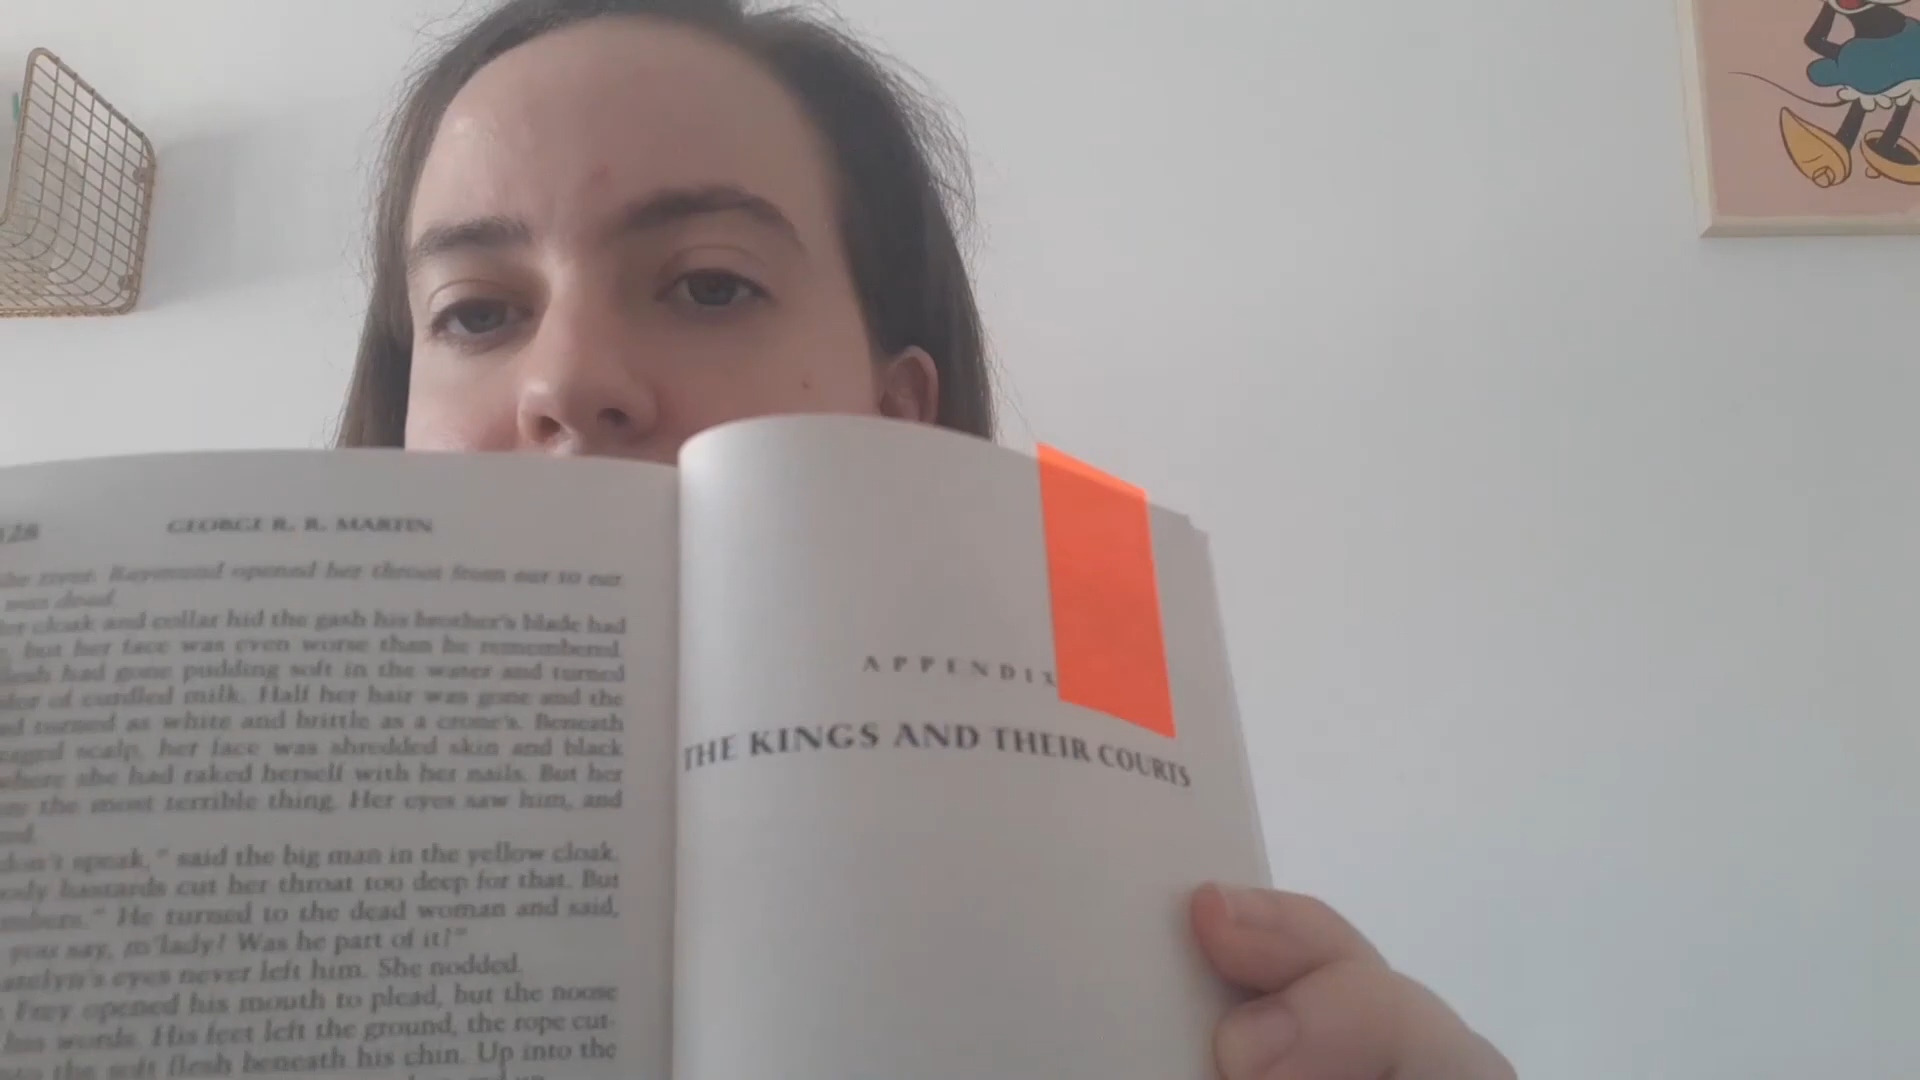 128
GEORGE R. R. MARTIN
the river. Raymund opened her throat from ear to ear.
was dead.
cloak and collar hid the gash his brother's blade had
but her face was even worse than he remembered.
flesh had gone pudding soft in the water and turned
of curdled milk. Half her hair was gone and the
turned as white and brittle as a crone's. Beneath
scalp, her face was shredded skin and black
where she had raked herself with her nails. But her
the most terrible thing. Her eyes saw him, and
don't speak," said the big man in the yellow cloak.
bastards cut her throat too deep for that. But
He turned to the dead woman and said,
you say, m'lady? Was he part of it?"
eyes never left him. She nodded.
Frey opened his mouth to plead, but the noose
his words. His feet left the ground, the rope cut-
the soft flesh beneath his chin. Up into the
APPENDIX
THE KINGS AND THEIR COURTS